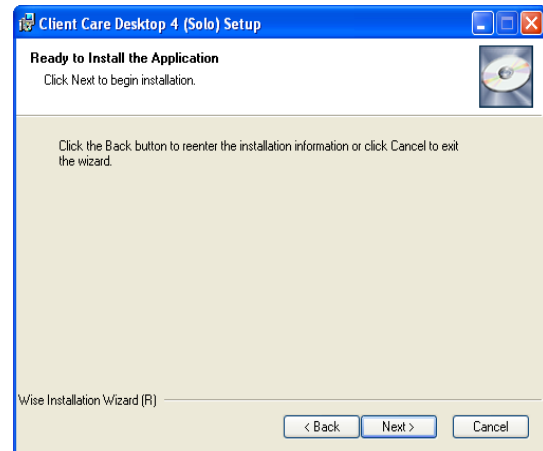 Client Care Desktop 4 (Solo) Setup
Ready to Install the Application
Click Next to begin installation.
Click the Back button to reenter the installation information or click Cancel to exit
the wizard.
Wise Installation Wizard (R)
< Back Next > Cancel